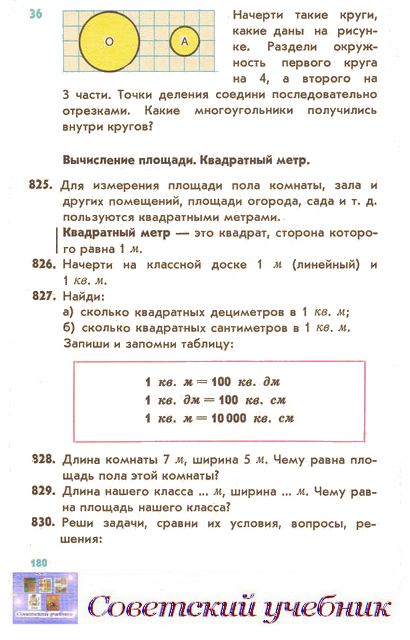 36
Начерти такие круги,
какие даны на рисун-
ке. Раздели окруж-
ность первого круга
на 4, а второго на
3 части. Точки деления соедини последовательно
отрезками. Какие многоугольники получились
внутри кругов?
О
А
Вычисление площади. Квадратный метр.
825. Для измерения площади пола комнаты, зала и
других помещений, площади огорода, сада и т. д.
пользуются квадратными метрами.
Квадратный метр — это квадрат, сторона которо-
го равна 1 м.
826. Начерти на классной доске 1 м (линейный) и
1 кв. м.
827. Найди:
а) сколько квадратных дециметров в 1 кв. м;
б) сколько квадратных сантиметров в 1 кв. м.
Запиши и запомни таблицу:
1 кв. м = 100 кв. дм
1 кв. дм = 100 кв. см
1 кв. м = 10 000 кв. см
828. Длина комнаты 7 м, ширина 5 м. Чему равна пло-
щадь пола этой комнаты?
829. Длина нашего класса ... м, ширина ... м. Чему рав-
на площадь нашего класса?
830. Реши задачи, сравни их условия, вопросы, ре-
шения:
180
Советский учебник
Советский учебник